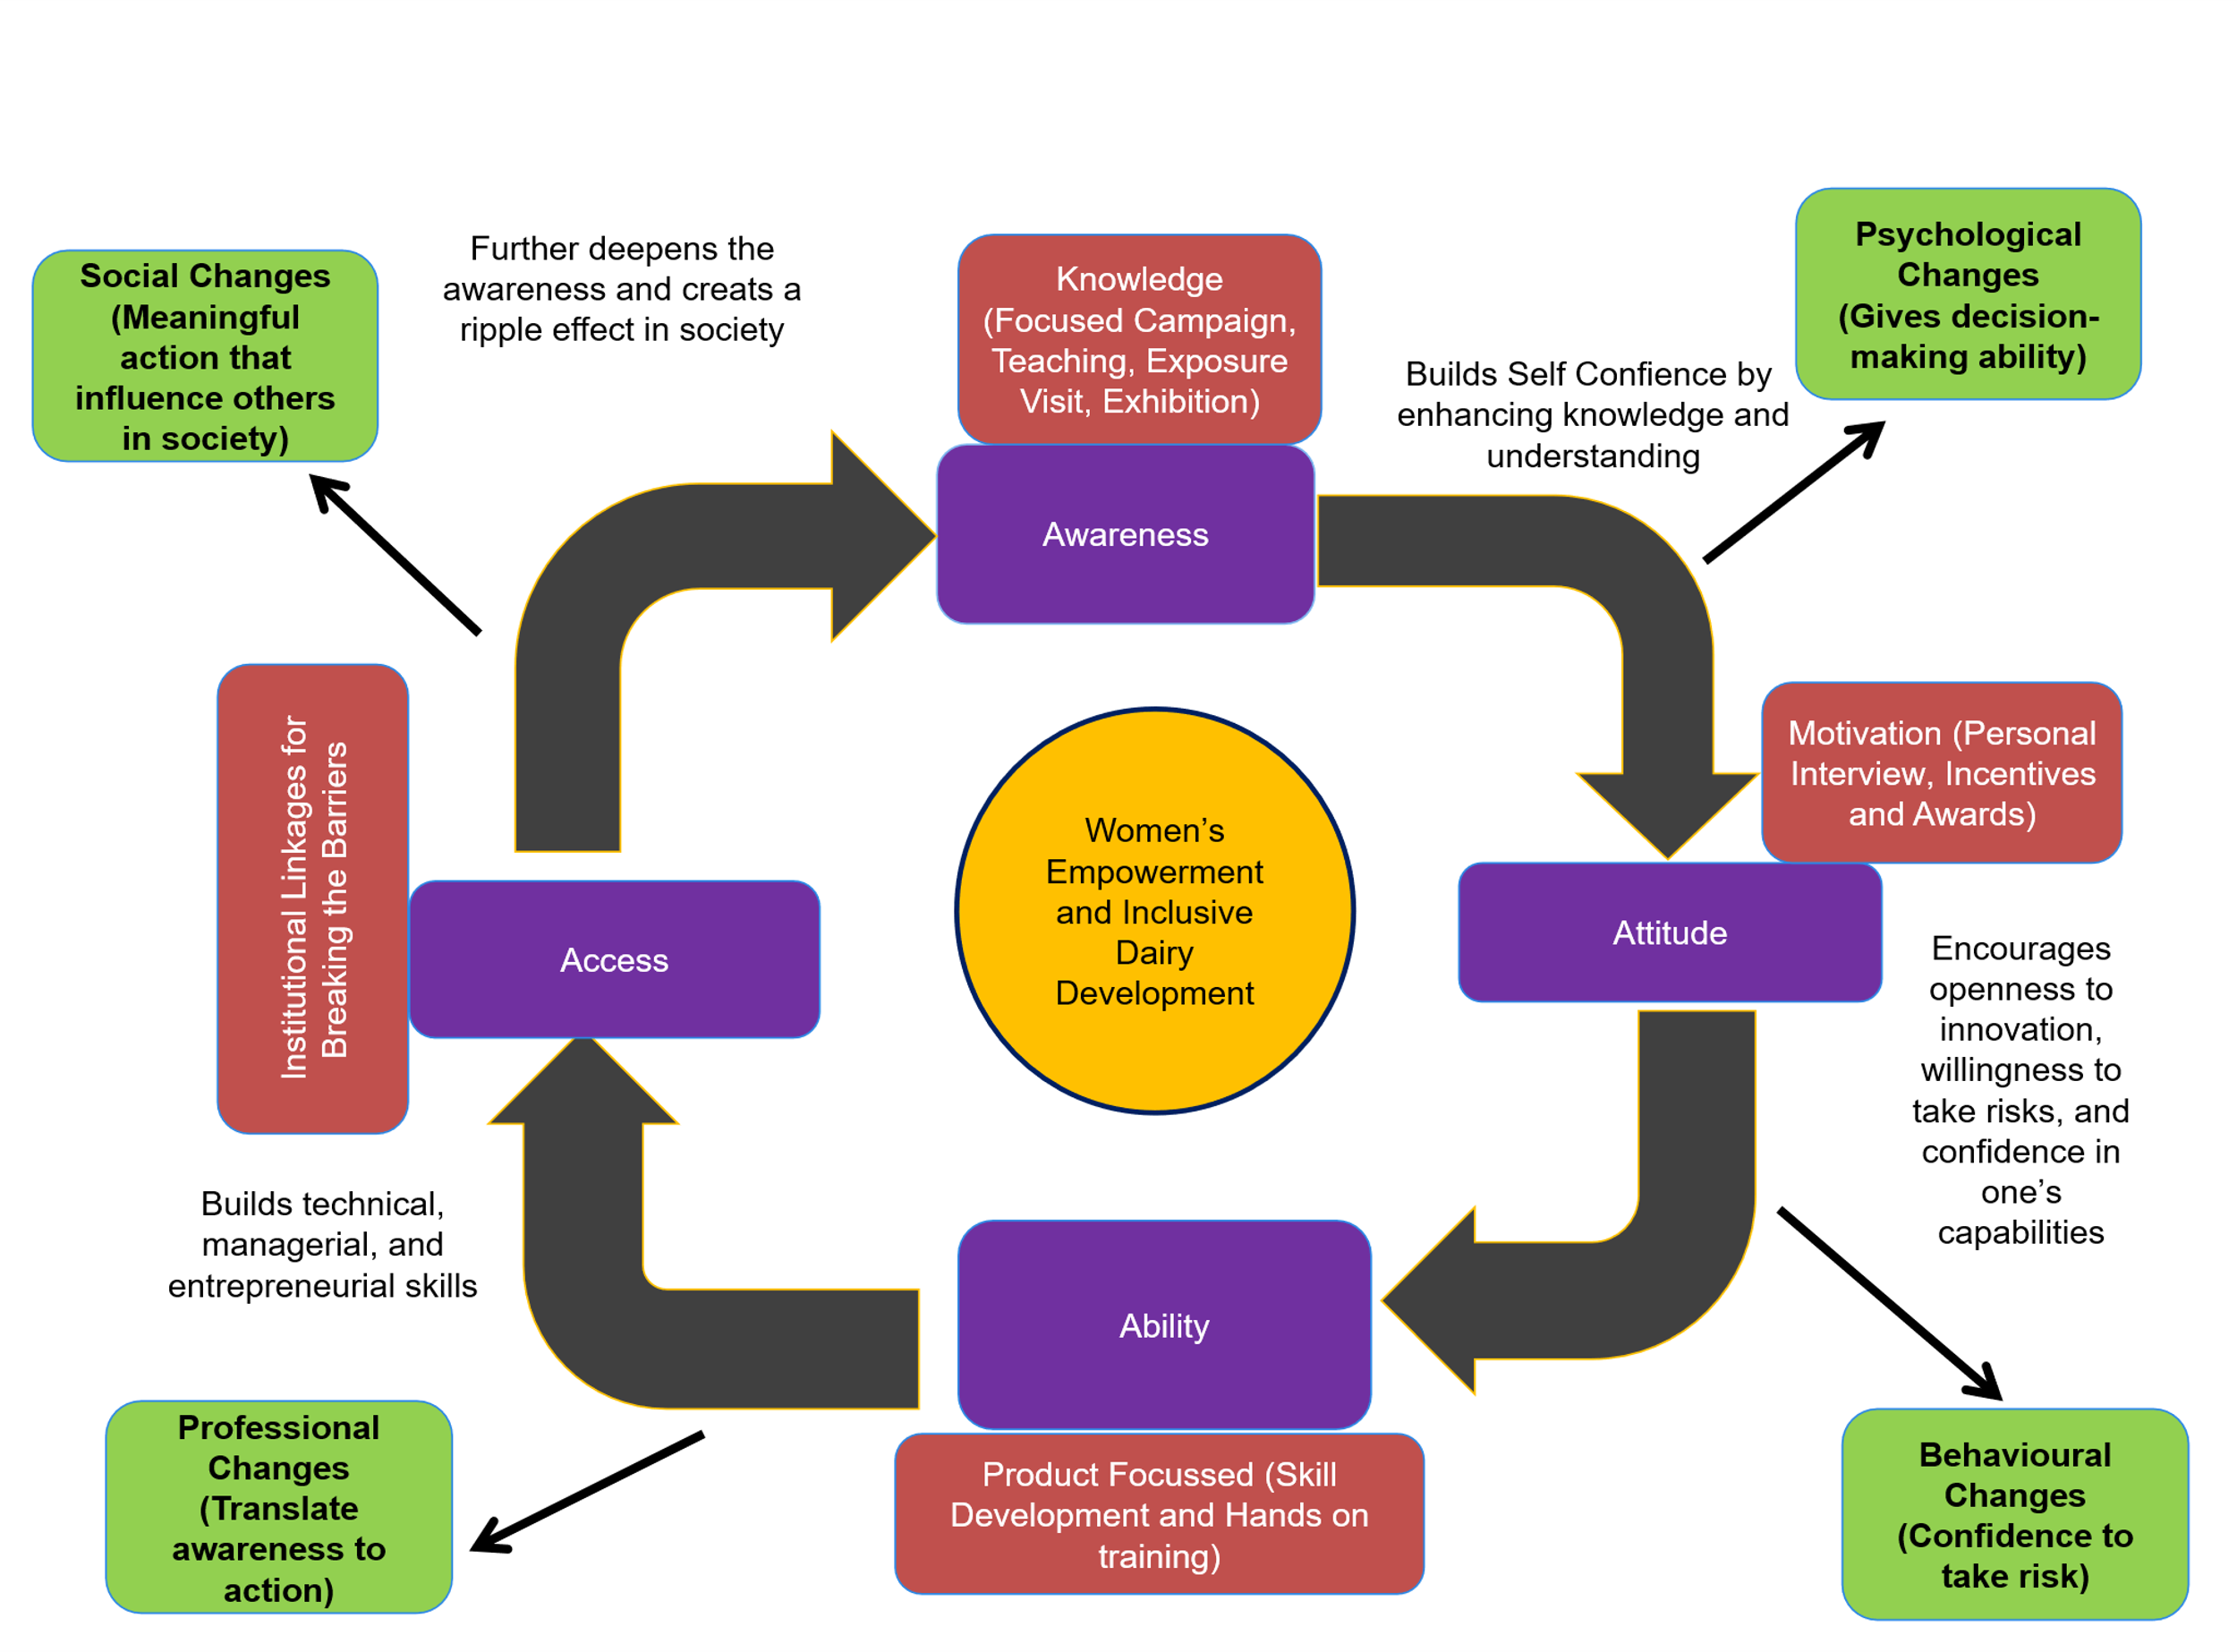 Social Changes
(Meaningful
action that
influence others
in society)
Further deepens the
awareness and creats a
ripple effect in society
Knowledge
(Focused Campaign,
Teaching, Exposure
Visit, Exhibition)
Awareness
Builds Self Confience by
enhancing knowledge and
understanding
Psychological
Changes
(Gives decision-
making ability)
Motivation (Personal
Interview, Incentives
and Awards)
Attitude
Encourages
openness to
innovation,
willingness to
take risks, and
confidence in
one’s
capabilities
Women’s
Empowerment
and Inclusive
Dairy
Development
Institutional Linkages for
Breaking the Barriers
Access
Builds technical,
managerial, and
entrepreneurial skills
Ability
Product Focussed (Skill
Development and Hands on
training)
Professional
Changes
(Translate
awareness to
action)
Behavioural
Changes
(Confidence to
take risk)